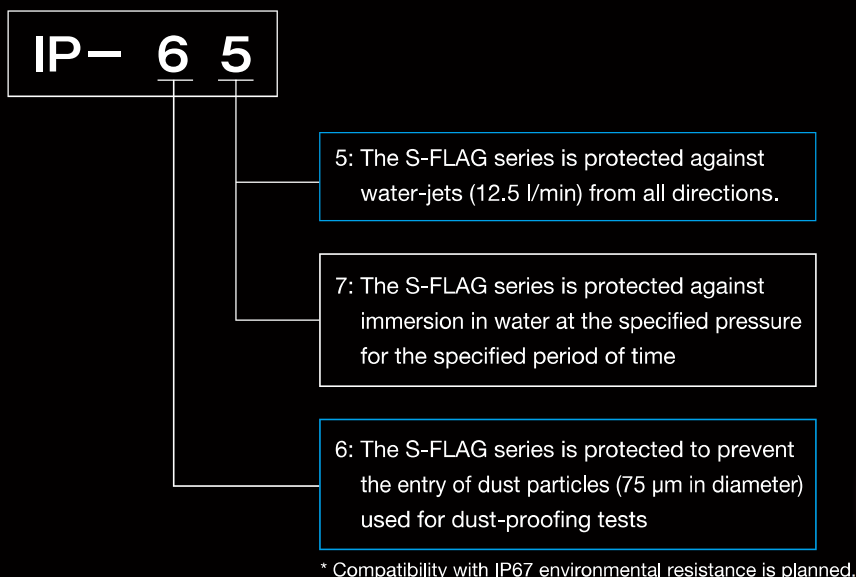 IP- 6 5
5: The S-FLAG series is protected against
water-jets (12.5 l/min) from all directions.
7: The S-FLAG series is protected against
immersion in water at the specified pressure
for the specified period of time
6: The S-FLAG series is protected to prevent
the entry of dust particles (75 μm in diameter)
used for dust-proofing tests
* Compatibility with IP67 environmental resistance is planned.